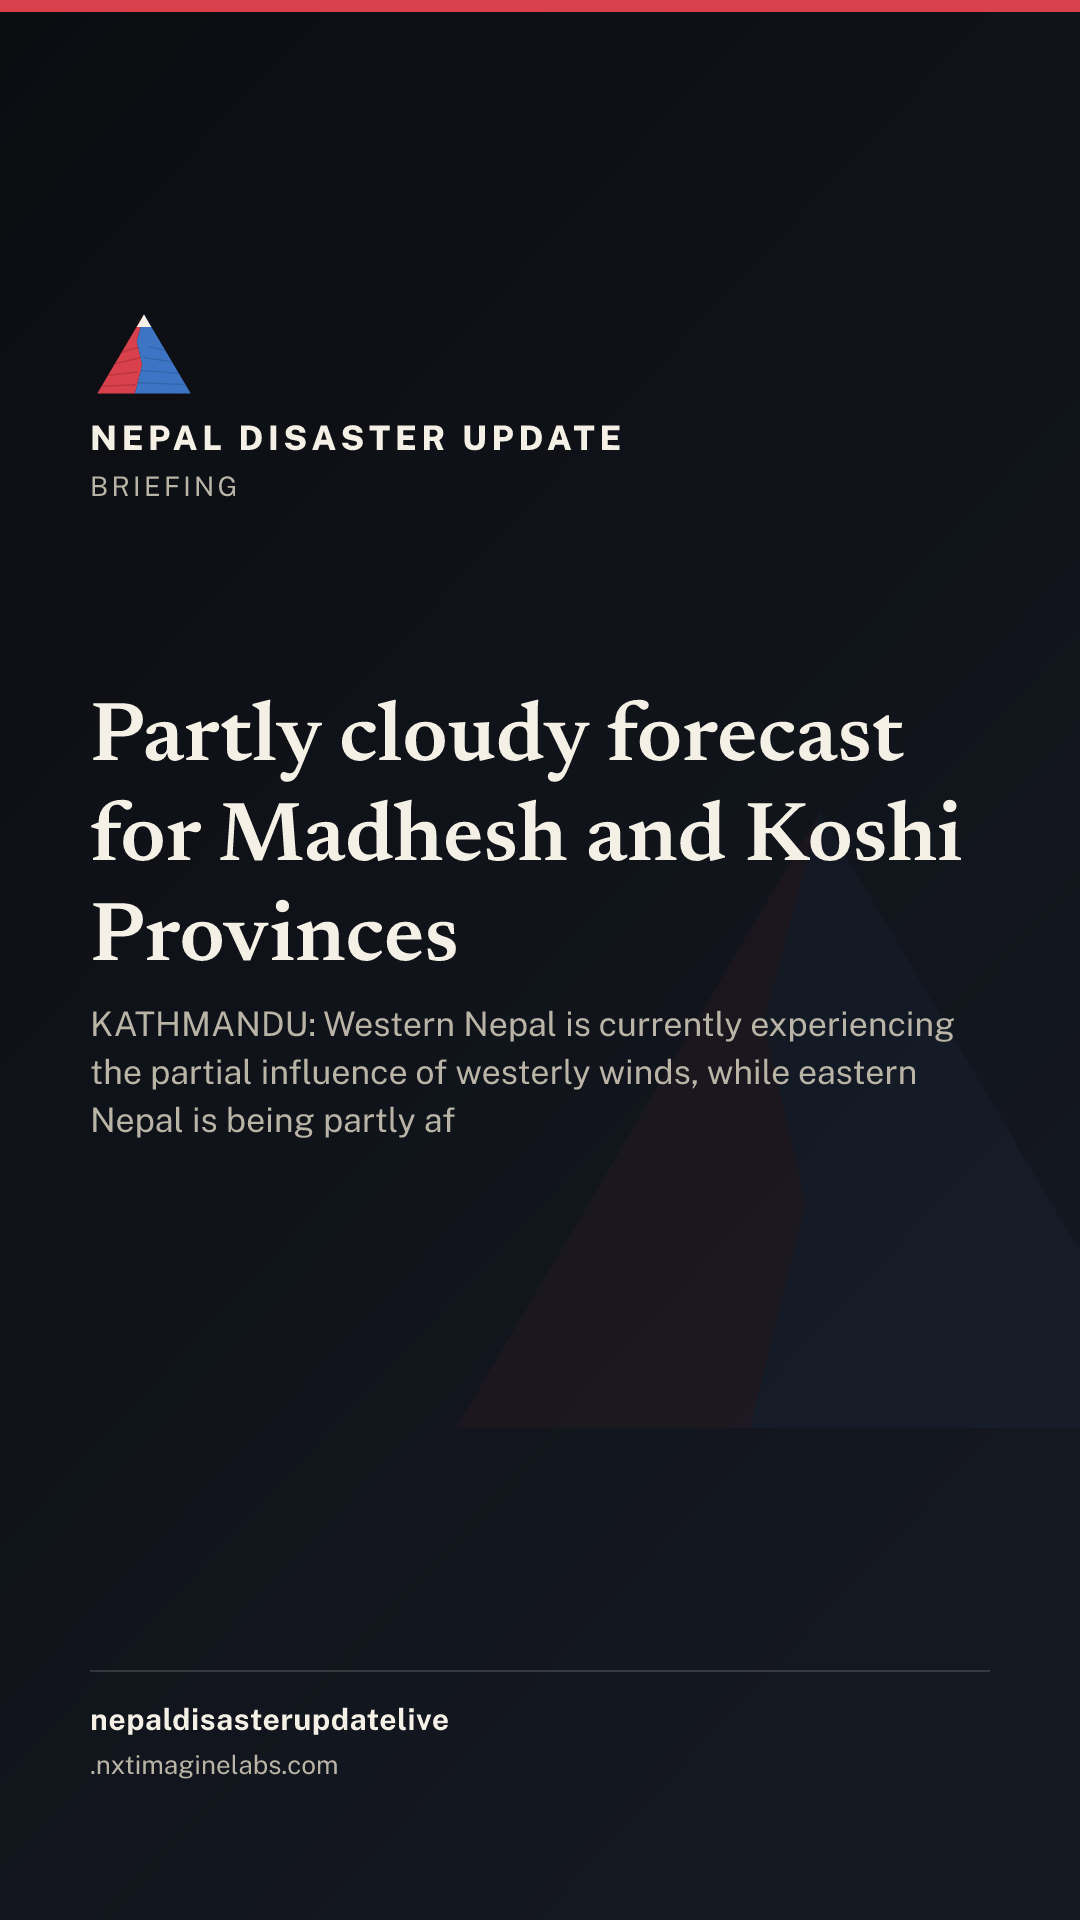 NEPAL DISASTER UPDATE
BRIEFING
Partly cloudy forecast
for Madhesh and Koshi
Provinces
KATHMANDU: Western Nepal is currently experiencing
the partial influence of westerly winds, while eastern
Nepal is being partly af
nepaldisasterupdatelive
.nxtimaginelabs.com